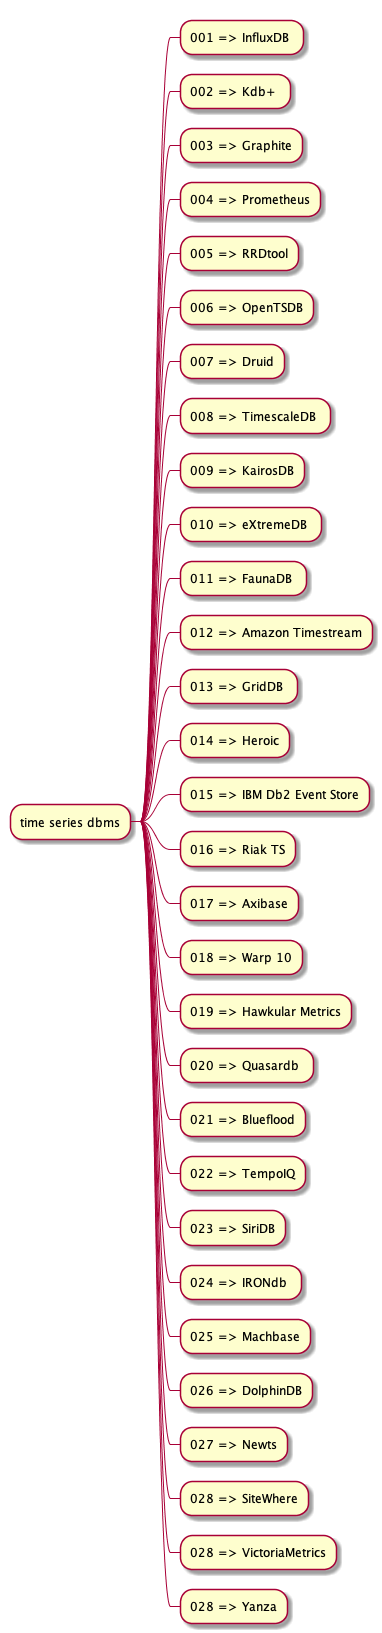 001 => InfluxDB
002 => Kdb+
003 => Graphite
004 => Prometheus
005 => RRDtool
006 => OpenTSDB
007 => Druid
008 => TimescaleDB
009 => KairosDB
010 => eXtremeDB
011 => FaunaDB
012 => Amazon Timestream
013 => GridDB
014 => Heroic
015 => IBM Db2 Event Store
time series dbms
016 => Riak TS
017 => Axibase
018 => Warp 10
019 => Hawkular Metrics
020 => Quasardb
021 => Blueflood
022 => TempoIQ
023 => SiriDB
024 => IRONdb
025 => Machbase
026 => DolphinDB
027 => Newts
028 => SiteWhere
028 => VictoriaMetrics
028 => Yanza